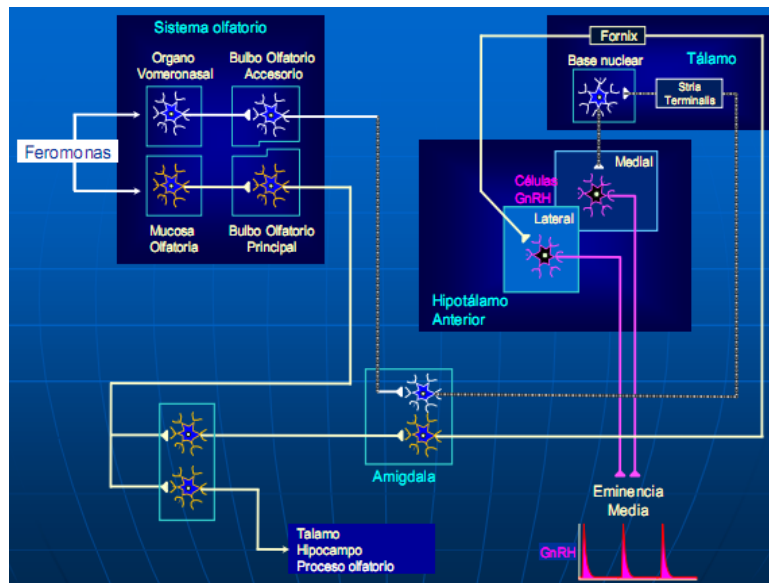 Sistema olfatorio
Organo
Vomeronasal
Bulbo Olfatorio
Accesorio
Feromonas
Mucosa
Olfatoria
Bulbo Olfatorio
Principal
Fornix
Base nuclear
Tálamo
Stria
Terminalis
Medial
Células
GnRH
Lateral
Hipotálamo
Anterior
Amigdala
Talamo
Hipocampo
Proceso olfatorio
Eminencia
Media
GnRH